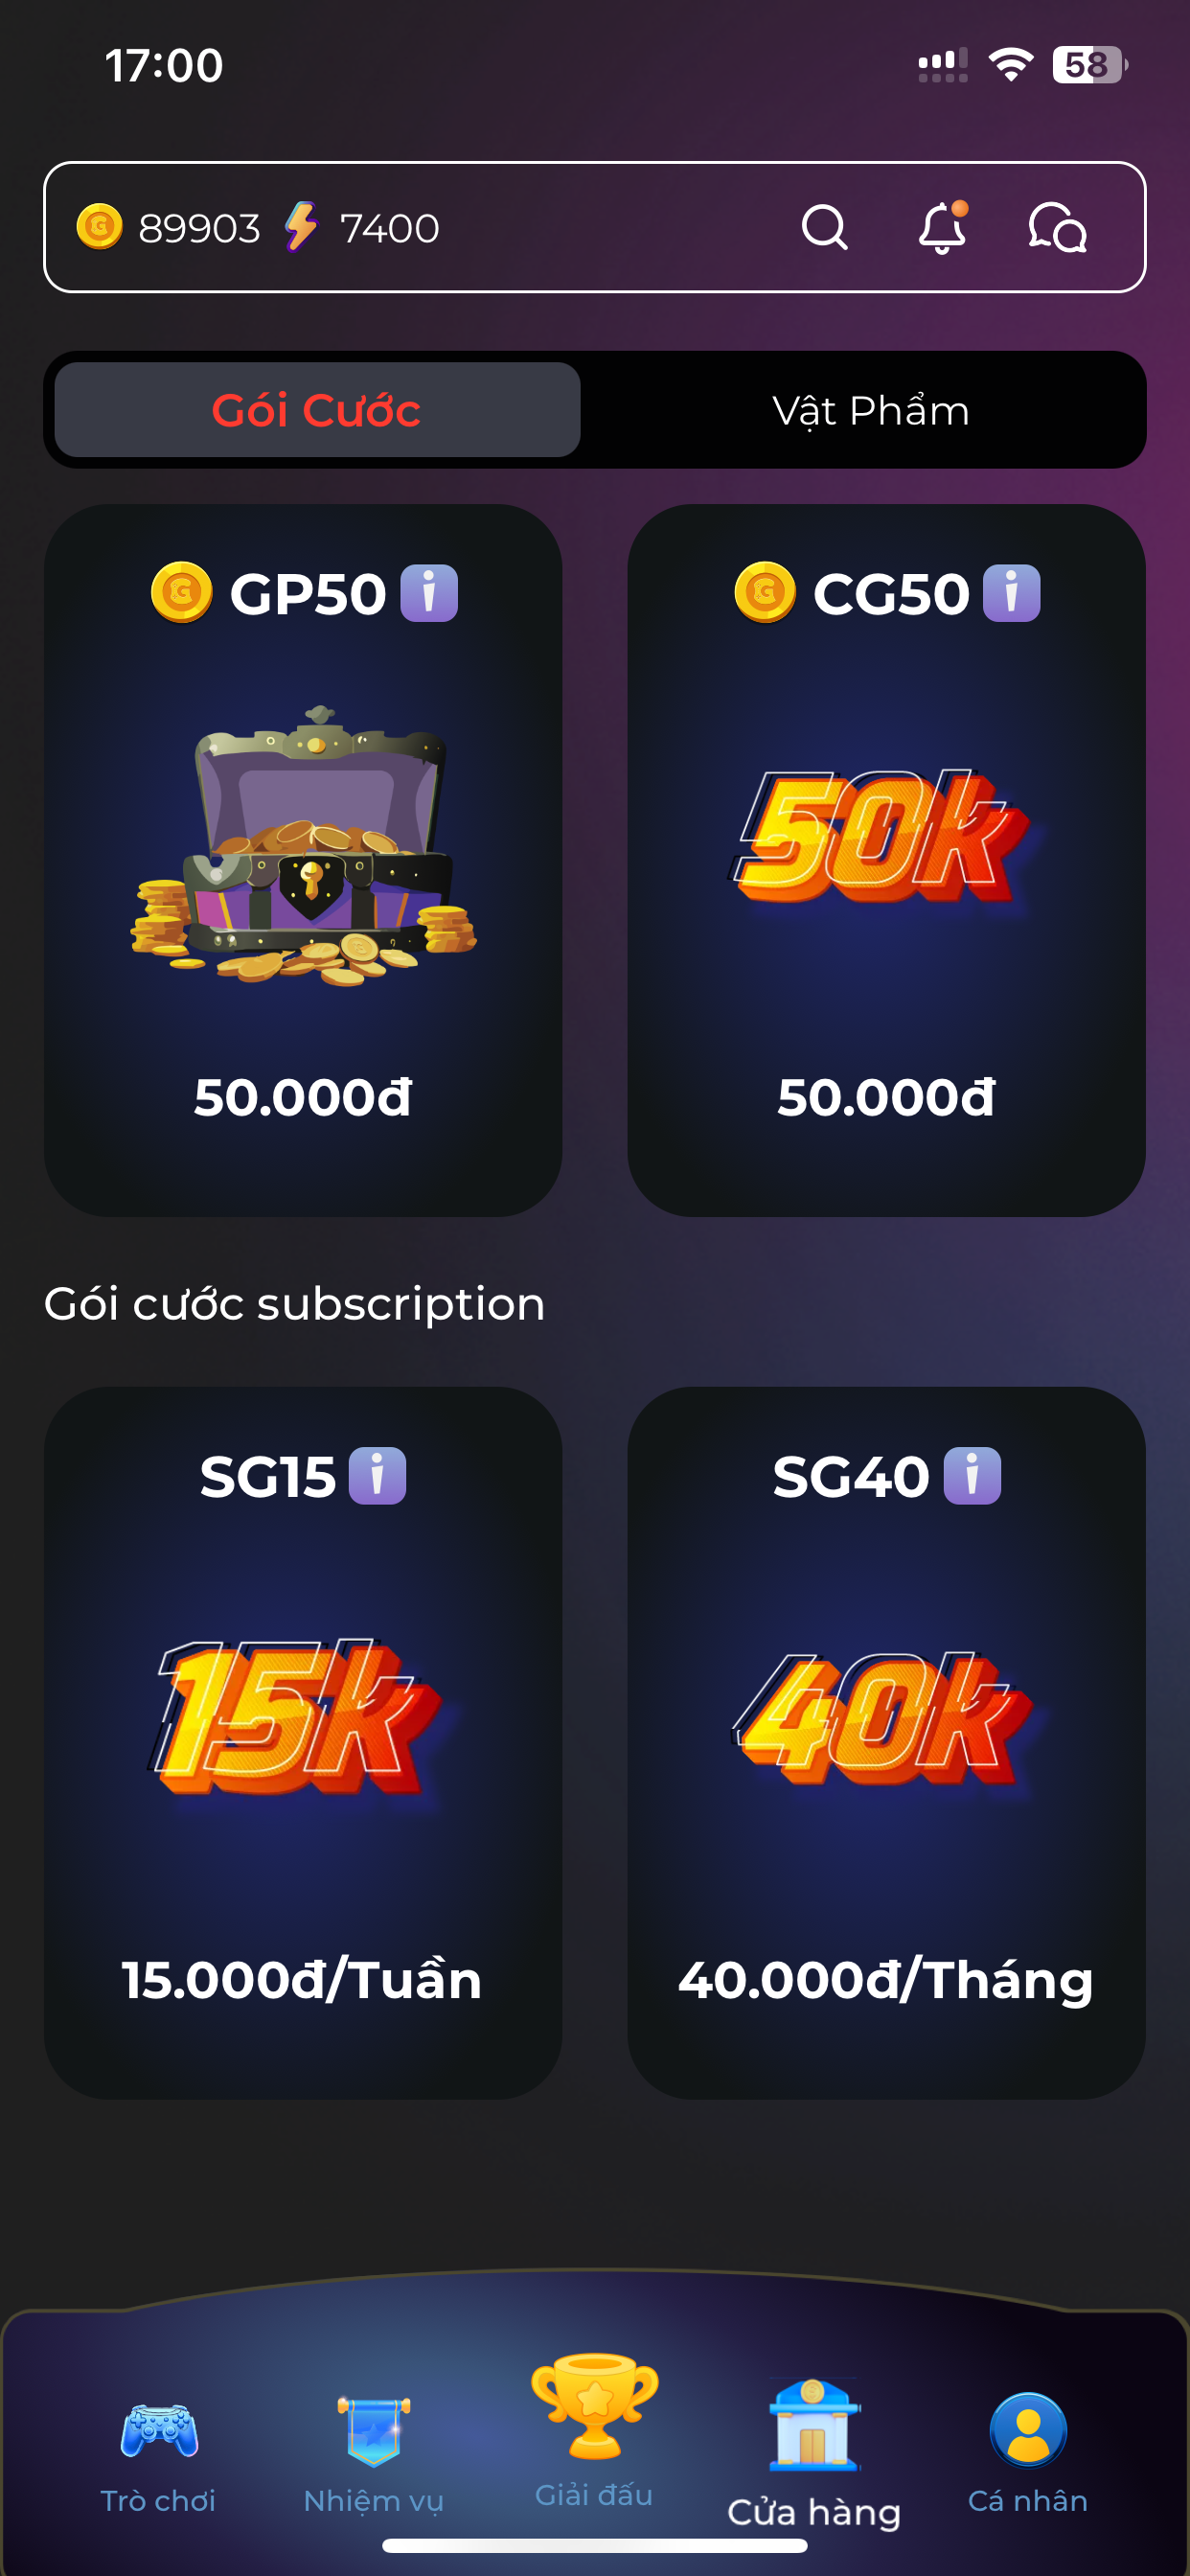 17:00
58
89903 7400
Gói Cước
Vật Phẩm
GP50
CG50
50k
50.000đ
50.000đ
Gói cước subscription
SG15
SG40
15k
40k
15.000đ/Tuần
40.000đ/Tháng
Trò chơi
Nhiệm vụ
Giải đấu
Cửa hàng
Cá nhân